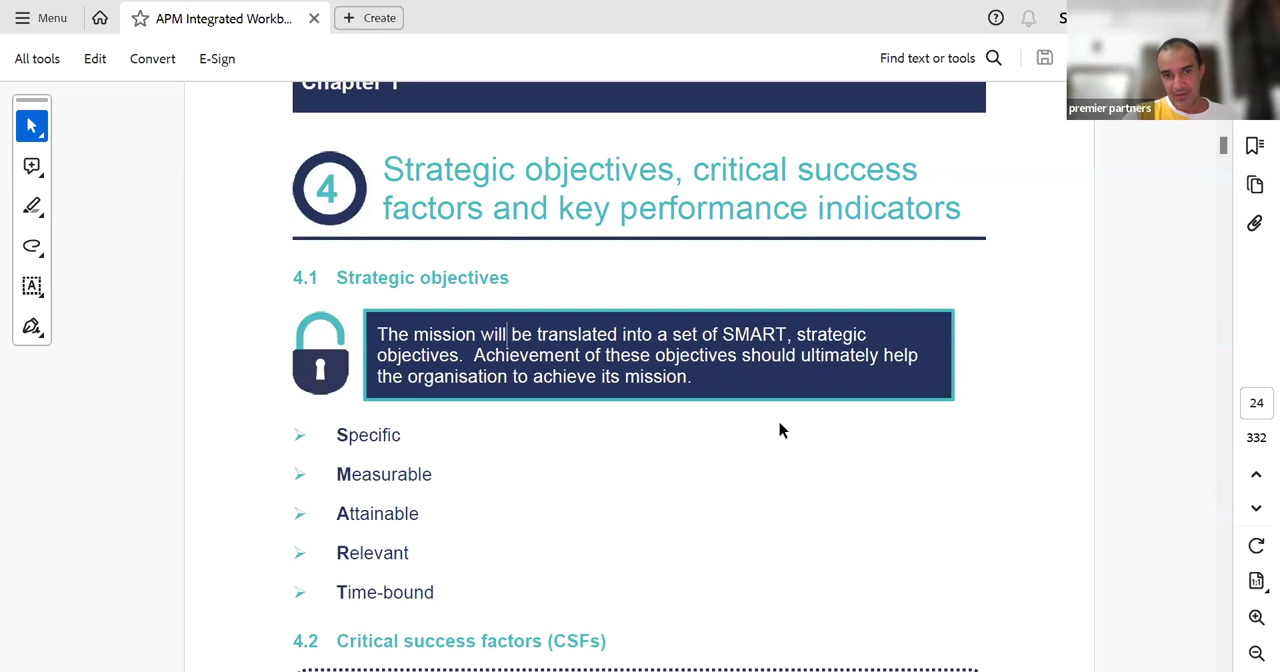 Menu
APM Integrated Workb...
Create
All tools
Edit
Convert
E-Sign
Find text or tools
S
premier partners
Chapter 1
4
Strategic objectives, critical success
factors and key performance indicators
4.1 Strategic objectives
The mission will be translated into a set of SMART, strategic
objectives. Achievement of these objectives should ultimately help
the organisation to achieve its mission.
Specific
Measurable
Attainable
Relevant
Time-bound
4.2 Critical success factors (CSFs)
24
332
1:1